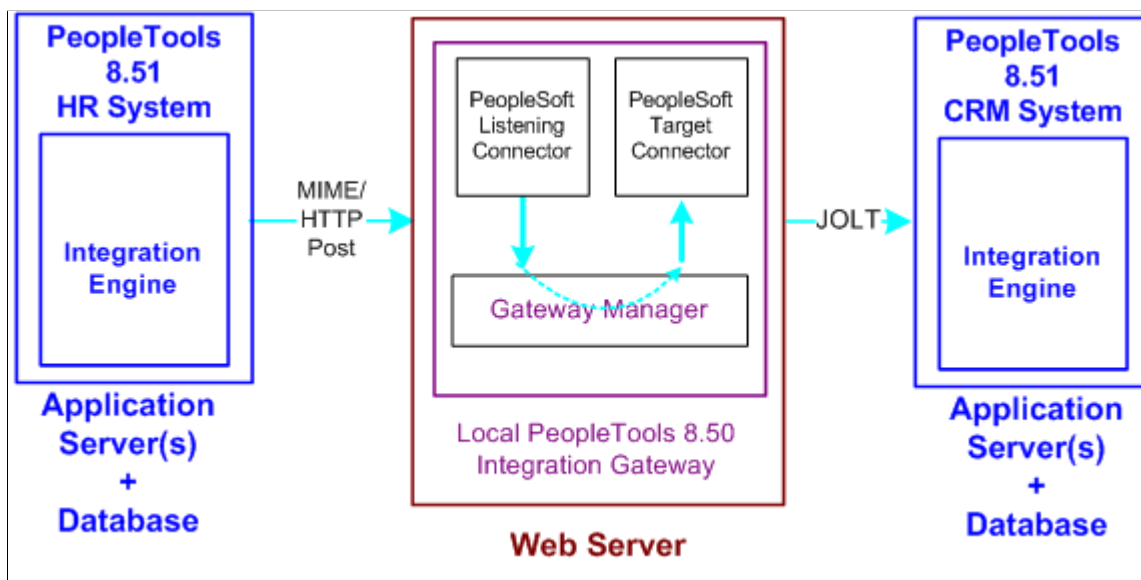 PeopleTools
8.51
HR System
Integration
Engine
Application
Server(s)
+
Database
MIME/
HTTP
Post
PeopleSoft
Listening
Connector
PeopleSoft
Target
Connector
Gateway Manager
Local PeopleTools 8.50
Integration Gateway
Web Server
JOLT
PeopleTools
8.51
CRM System
Integration
Engine
Application
Server(s)
+
Database